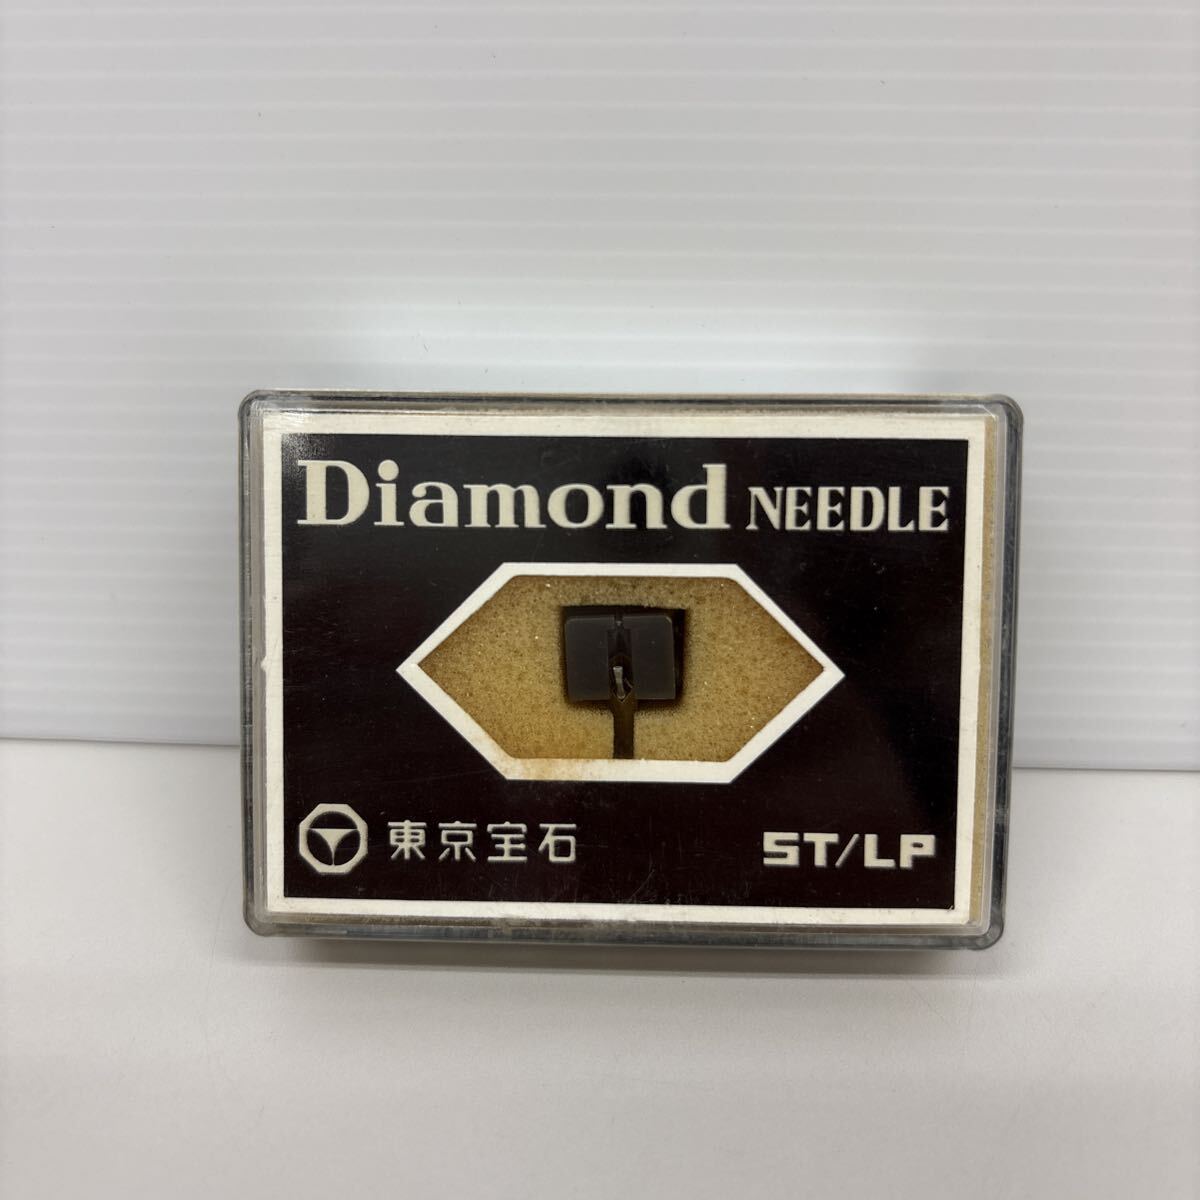 Diamond NEEDLE
東京宝石
ST/LP